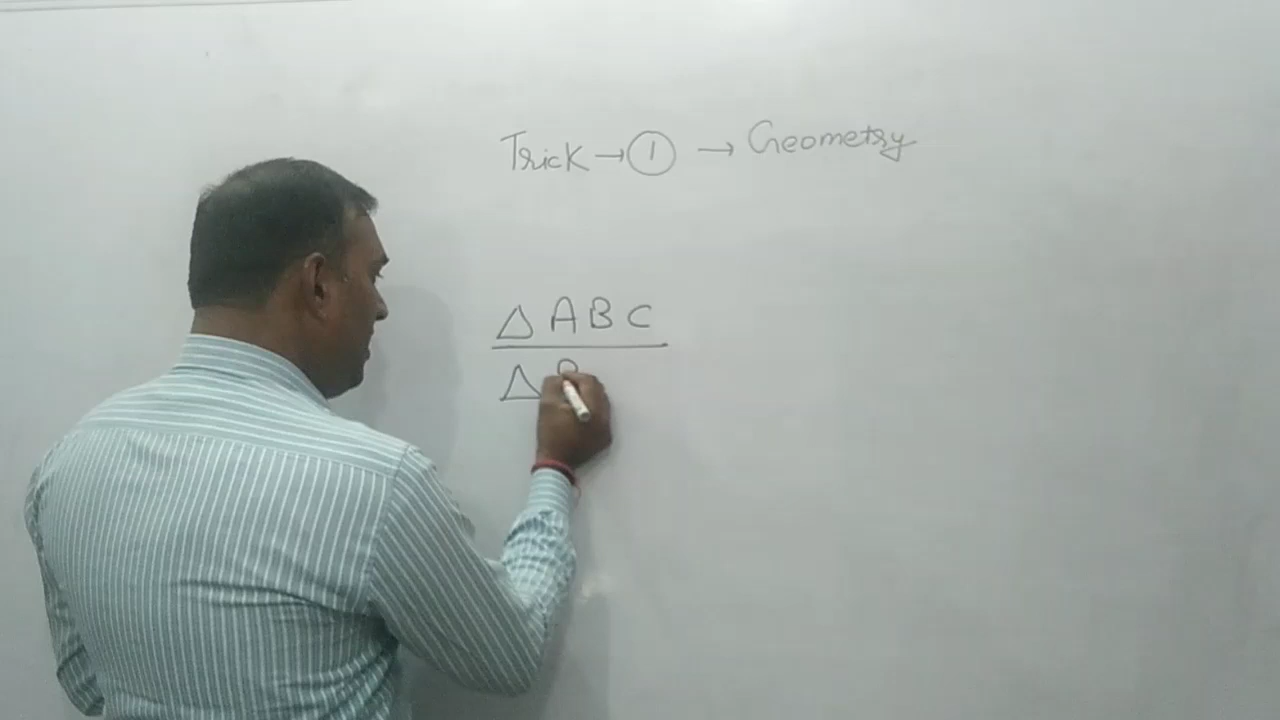 Trick → ① → Geometry
△ ABC
△